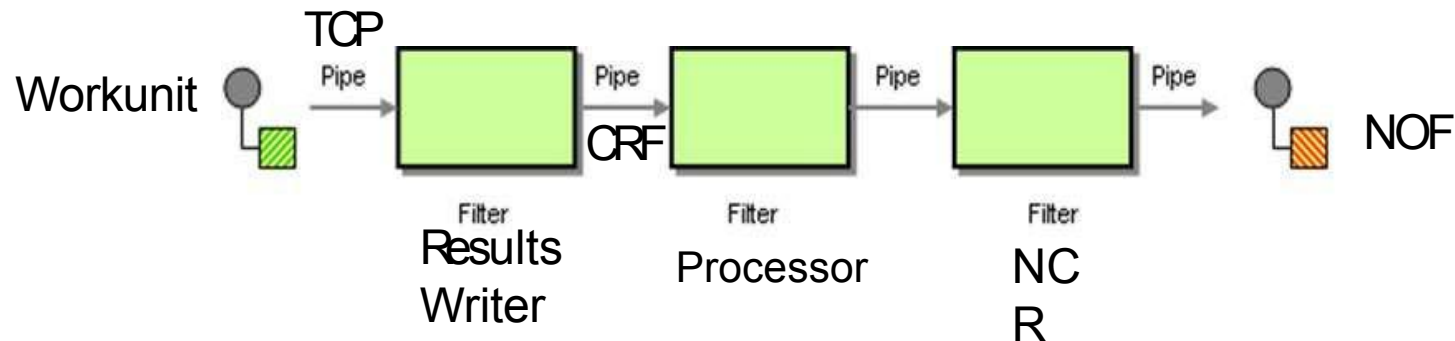 TCP
Workunit
Pipe
Pipe
Pipe
Pipe
CRF
NOF
Filter
Filter
Filter
Results
Writer
Processor
NC
R